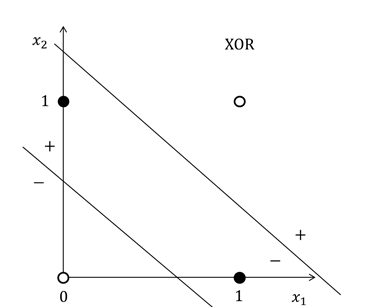 x₂
XOR
1
+
−
+
−
0
1
x₁